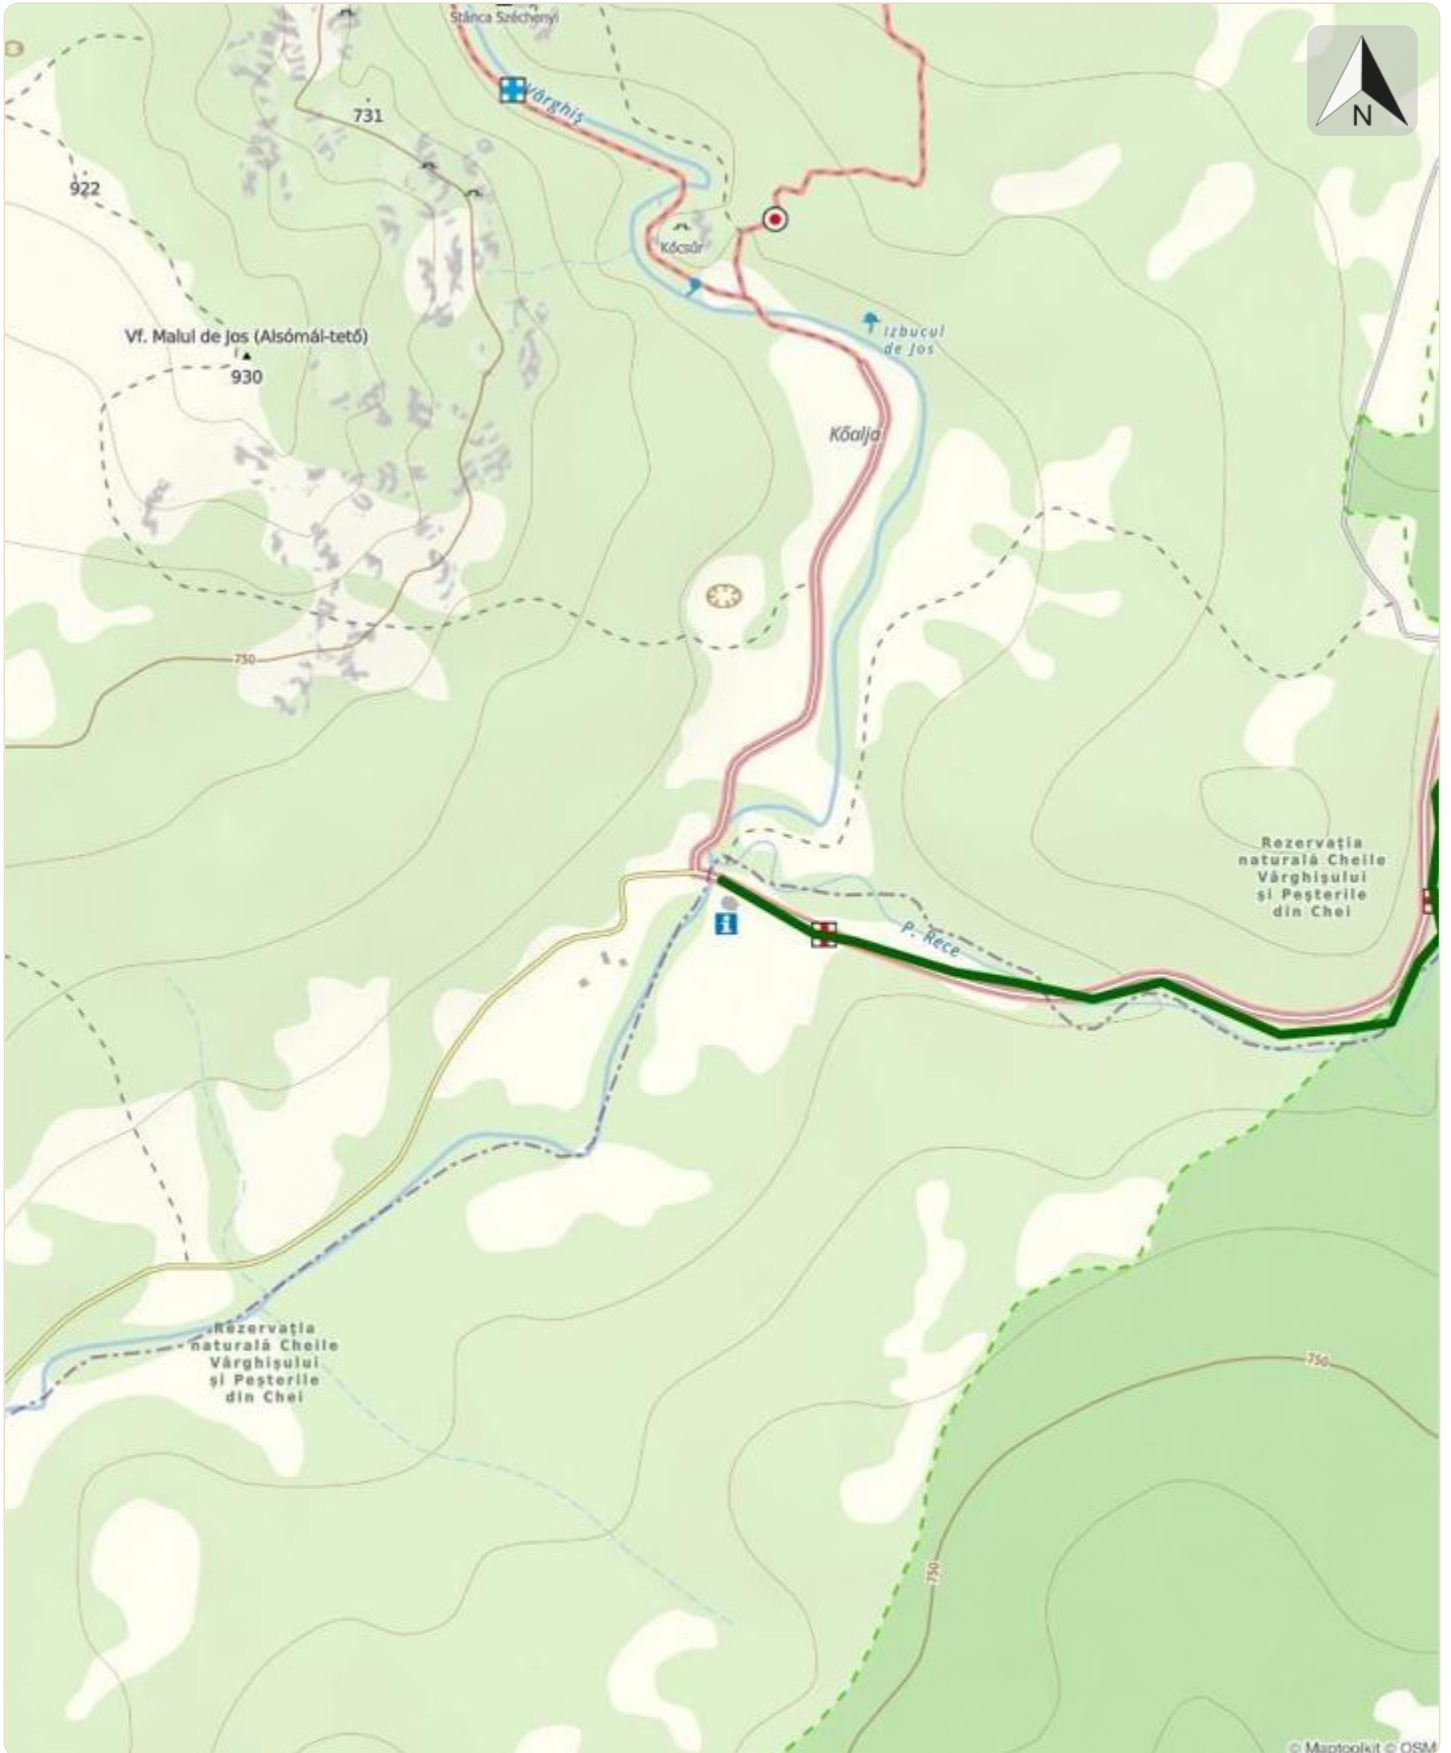 Stânca Széchenyi
Vârghiș
731
N
922
Kőcsűr
Vf. Malul de Jos (Alsómál-tető)
930
Izbucul
de Jos
Kőalja
750
Rezervația
naturală Cheile
Vârghișului
și Peșterile
din Chei
i
P. Rece
Rezervația
naturală Cheile
Vârghișului
și Peșterile
din Chei
750
750
© Maptoolkit © OSM